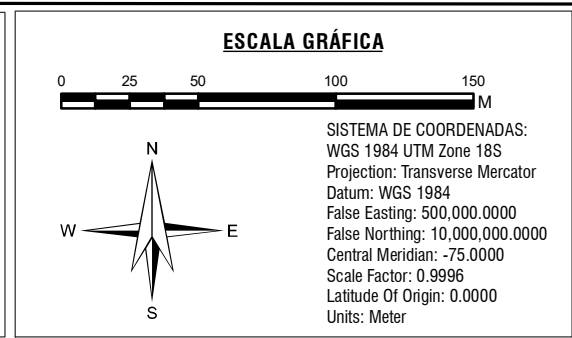 ESCALA GRÁFICA
0 25 50 100 150
M
SISTEMA DE COORDENADAS:
WGS 1984 UTM Zone 18S
Projection: Transverse Mercator
Datum: WGS 1984
False Easting: 500,000.0000
False Northing: 10,000,000.0000
Central Meridian: -75.0000
Scale Factor: 0.9996
Latitude Of Origin: 0.0000
Units: Meter
N
W E
S